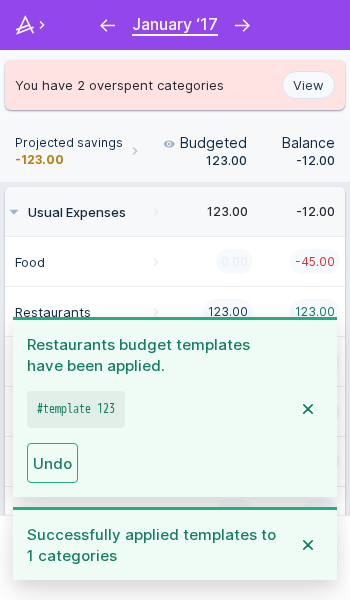 January ‘17
You have 2 overspent categories
View
Projected savings
-123.00
Budgeted
123.00
Balance
-12.00
Usual Expenses
123.00
-12.00
Food
0.00
-45.00
Restaurants
123.00
123.00
Restaurants budget templates
have been applied.
#template 123
Undo
Successfully applied templates to
1 categories